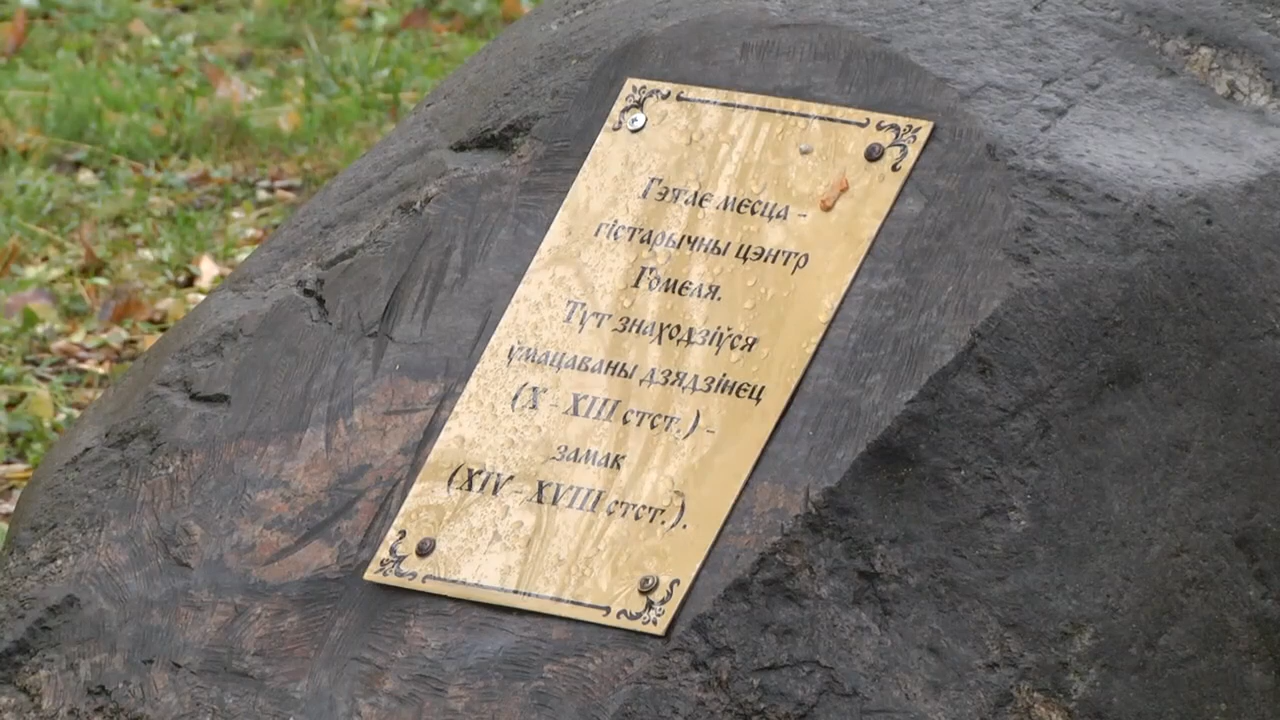 Гэтае месца -
гістарычны цэнтр
Гомеля.
Тут знаходзіўся
ўмацаваны дзядзінец
(X - XIII стст.) -
замак
(XIV - XVIII стст.).